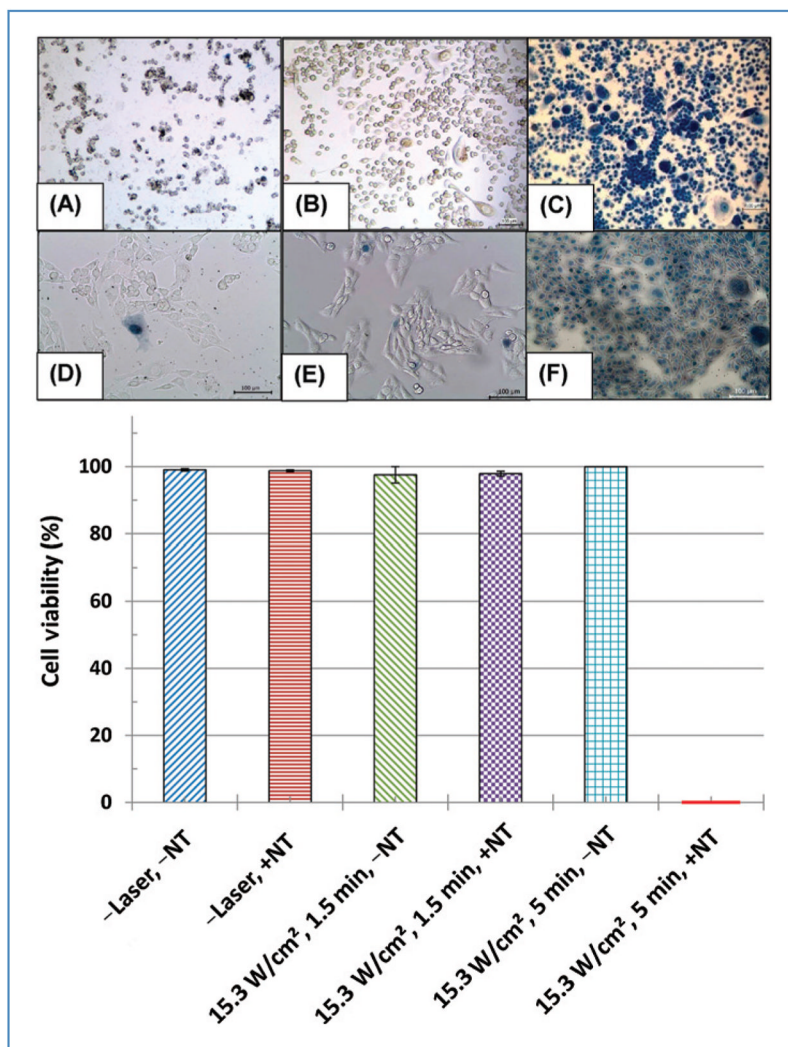 (A)
(B)
(C)
(D)
100 µm
(E)
100 µm
(F)
Cell viability (%)
100
80
60
40
20
0
–Laser, –NT
–Laser, +NT
15.3 W/cm², 1.5 min, –NT
15.3 W/cm², 1.5 min, +NT
15.3 W/cm², 5 min, –NT
15.3 W/cm², 5 min, +NT